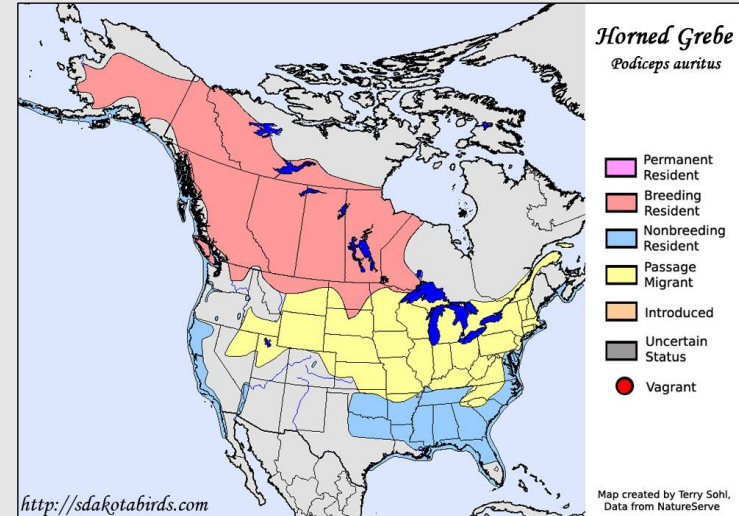 Horned Grebe
Podiceps auritus
Permanent
Resident
Breeding
Resident
Nonbreeding
Resident
Passage
Migrant
Introduced
Uncertain
Status
Vagrant
http://sdakotabirds.com
Map created by Terry Sohl,
Data from NatureServe